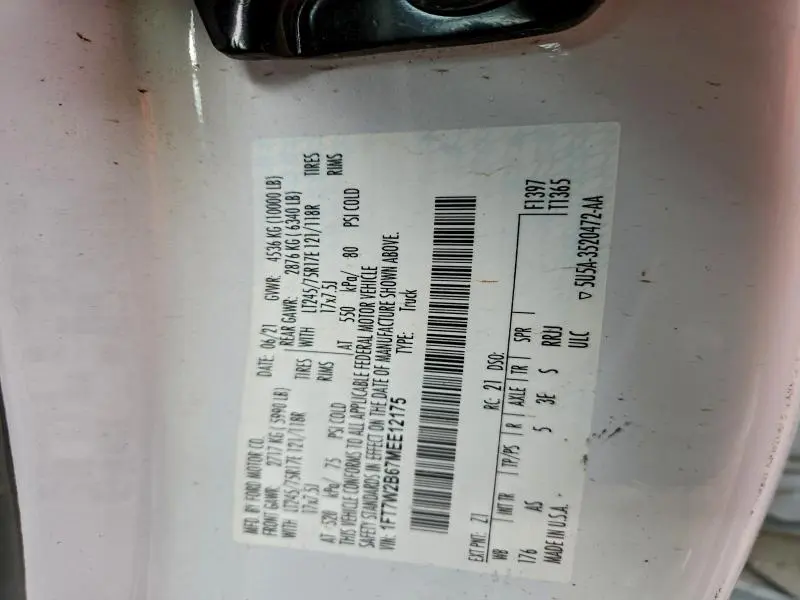 MFD. BY FORD MOTOR CO.
DATE: 06/21 GVWR: 4536 KG (10000 LB)
FRONT GAWR: 2717 KG ( 5990 LB) REAR GAWR: 2876 KG ( 6340 LB)
WITH LT245/75R17E 121/118R TIRES WITH LT245/75R17E 121/118R TIRES
17x7.5J RIMS 17x7.5J RIMS
AT 520 kPa/ 75 PSI COLD AT 550 kPa/ 80 PSI COLD
THIS VEHICLE CONFORMS TO ALL APPLICABLE FEDERAL MOTOR VEHICLE
SAFETY STANDARDS IN EFFECT ON THE DATE OF MANUFACTURE SHOWN ABOVE.
VIN: 1FT7W2B67MEE12175 TYPE: Truck
EXT PNT: Z1 RC: 21 DSO: F1397
WB INT TR TP/PS R AXLE TR SPR T1365
176 AS 5 3E S RRJJ
MADE IN U.S.A. ULC 5U5A-3520472-AA